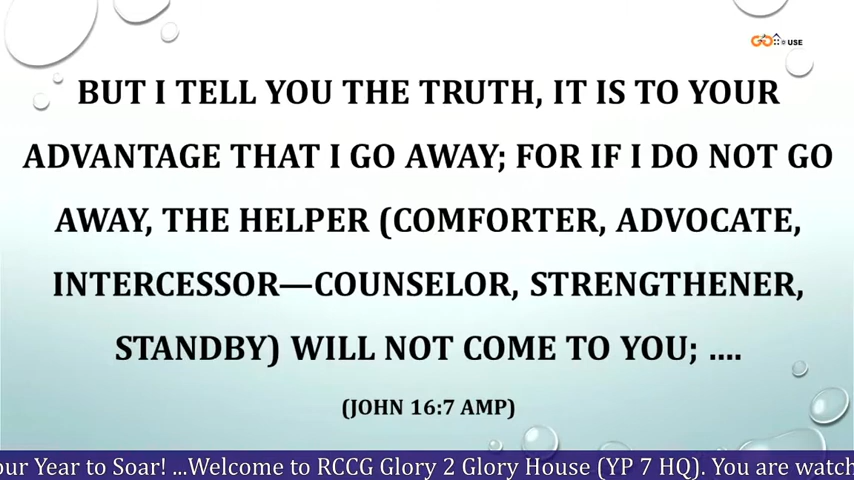 GO USE
BUT I TELL YOU THE TRUTH, IT IS TO YOUR
ADVANTAGE THAT I GO AWAY; FOR IF I DO NOT GO
AWAY, THE HELPER (COMFORTER, ADVOCATE,
INTERCESSOR—COUNSELOR, STRENGTHENER,
STANDBY) WILL NOT COME TO YOU; ....
(JOHN 16:7 AMP)
our Year to Soar! ...Welcome to RCCG Glory 2 Glory House (YP 7 HQ). You are watch